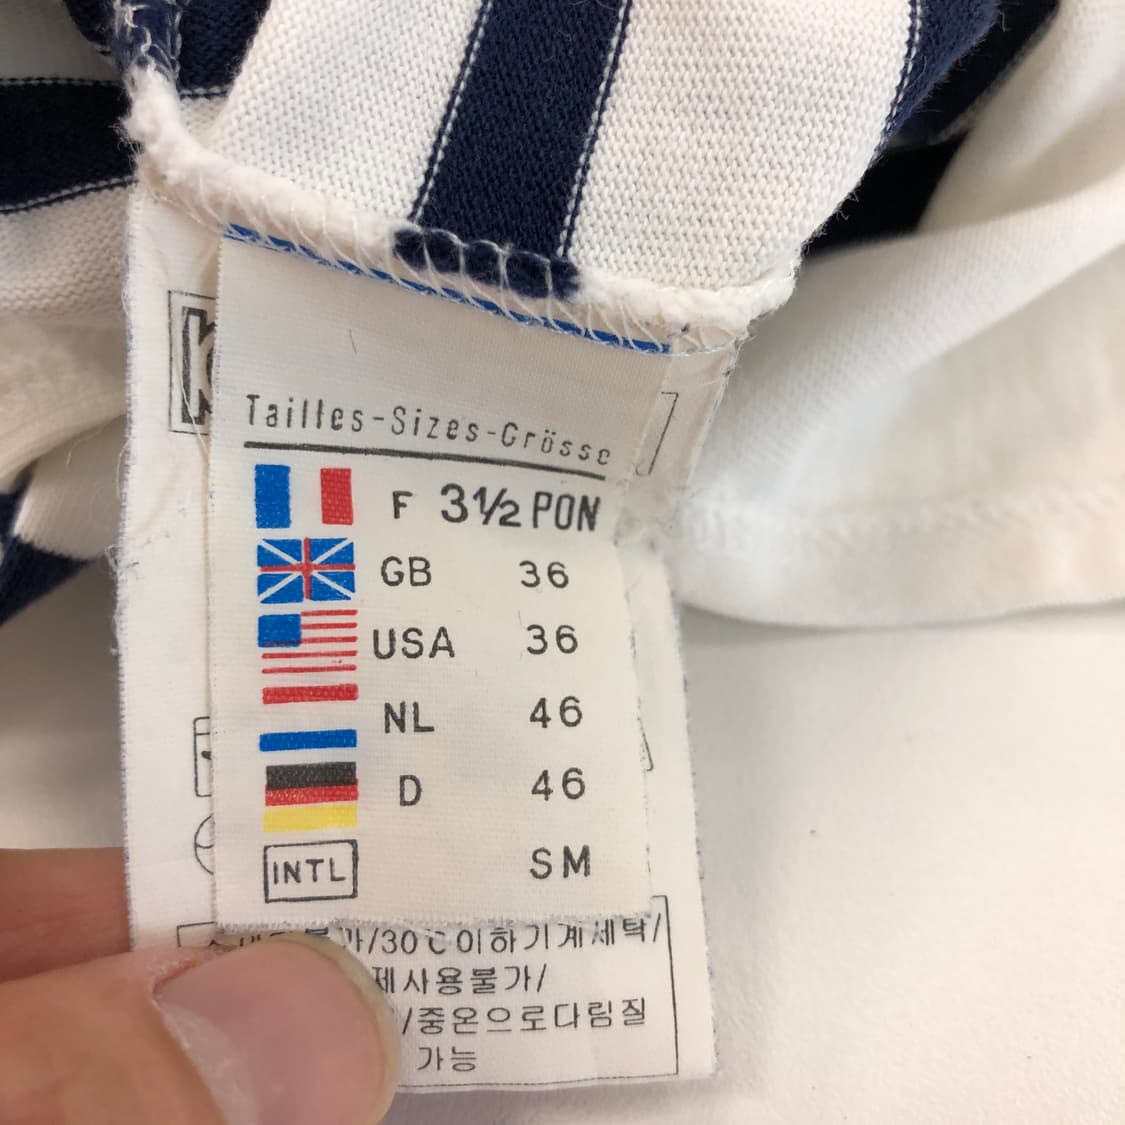 Tailles-Sizes-Grösse
F 3½ PON
GB 36
USA 36
NL 46
D 46
INTL SM
/30℃이하기계세탁/
제사용불가/
/중온으로다림질
가능